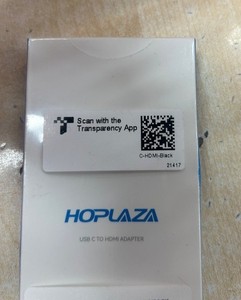 Scan with the
Transparency App
C-HDMI-Black
21417
HOPLAZA
USB C TO HDMI ADAPTER